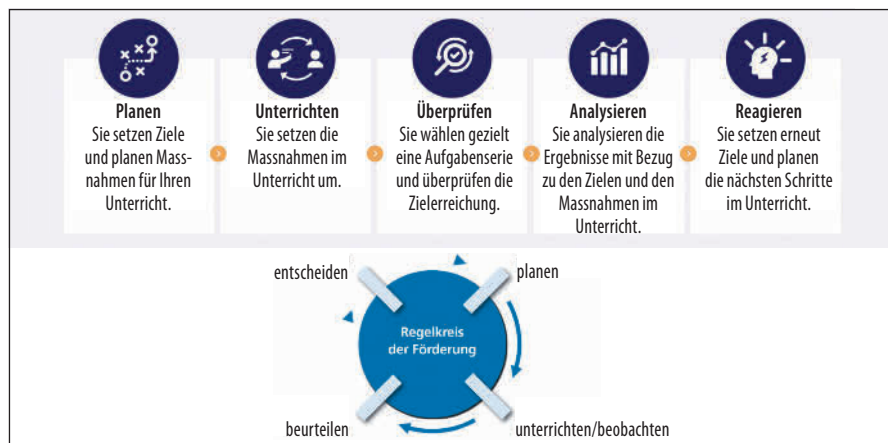 Planen
Sie setzen Ziele
und planen Mass-
nahmen für Ihren
Unterricht.
Unterrichten
Sie setzen die
Massnahmen im
Unterricht um.
Überprüfen
Sie wählen gezielt
eine Aufgabenserie
und überprüfen die
Zielerreichung.
Analysieren
Sie analysieren die
Ergebnisse mit Bezug
zu den Zielen und den
Massnahmen im
Unterricht.
Reagieren
Sie setzen erneut
Ziele und planen
die nächsten Schritte
im Unterricht.
entscheiden
planen
Regelkreis
der Förderung
beurteilen
unterrichten/beobachten